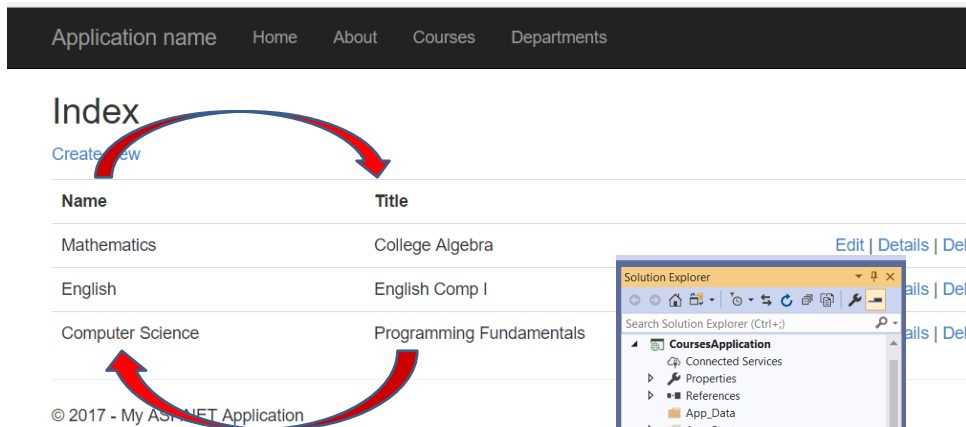 Application name Home About Courses Departments
Index
Create New
Name Title
Mathematics College Algebra Edit | Details | Del
English English Comp I ails | Del
Computer Science Programming Fundamentals ails | Del
Solution Explorer
Search Solution Explorer (Ctrl+;)
CoursesApplication
Connected Services
Properties
References
App_Data
© 2017 - My ASP.NET Application